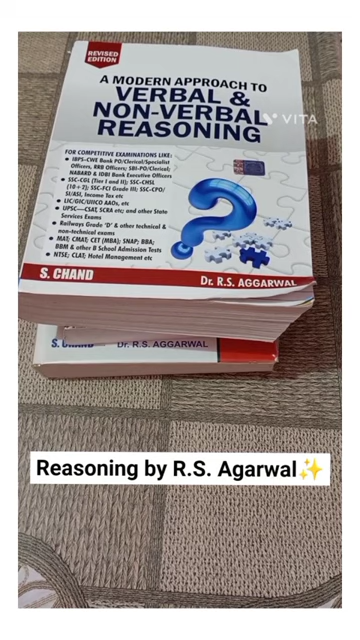 REVISED
EDITION
A MODERN APPROACH TO
VERBAL &
NON-VERBAL
REASONING
VITA
FOR COMPETITIVE EXAMINATIONS LIKE:
• IBPS-CWE Bank PO/Clerical/Specialist
Officers, RRB Officers; SBI-PO/Clerical;
NABARD & IDBI Bank Executive Officers
• SSC-CGL (Tier I and II); SSC-CHSL
(10+2); SSC-FCI Grade III; SSC-CPO/
SI/ASI, Income Tax etc
• LIC/GIC/UIICO AAOs, etc
• UPSC—CSAT, SCRA etc; and other State
Services Exams
• Railways Grade 'D' & other technical &
non-technical exams
• MAT; CMAT; CET (MBA); SNAP; BBA;
BBM & other B School Admission Tests
• NTSE; CLAT; Hotel Management etc
S. CHAND
Dr. R.S. AGGARWAL
S. CHAND
Dr. R.S. AGGARWAL
Reasoning by R.S. Agarwal✨